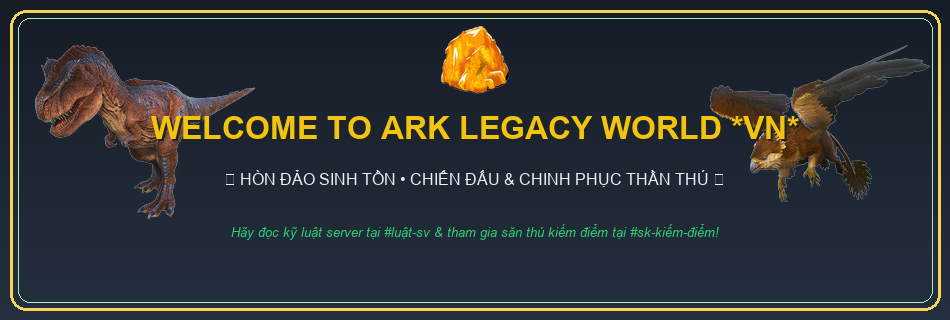 WELCOME TO ARK LEGACY WORLD *VN*
HÒN ĐẢO SINH TỒN • CHIẾN ĐẤU & CHINH PHỤC THẦN THÚ
Hãy đọc kỹ luật server tại #luật-sv & tham gia săn thú kiếm điểm tại #sk-kiếm-điểm!